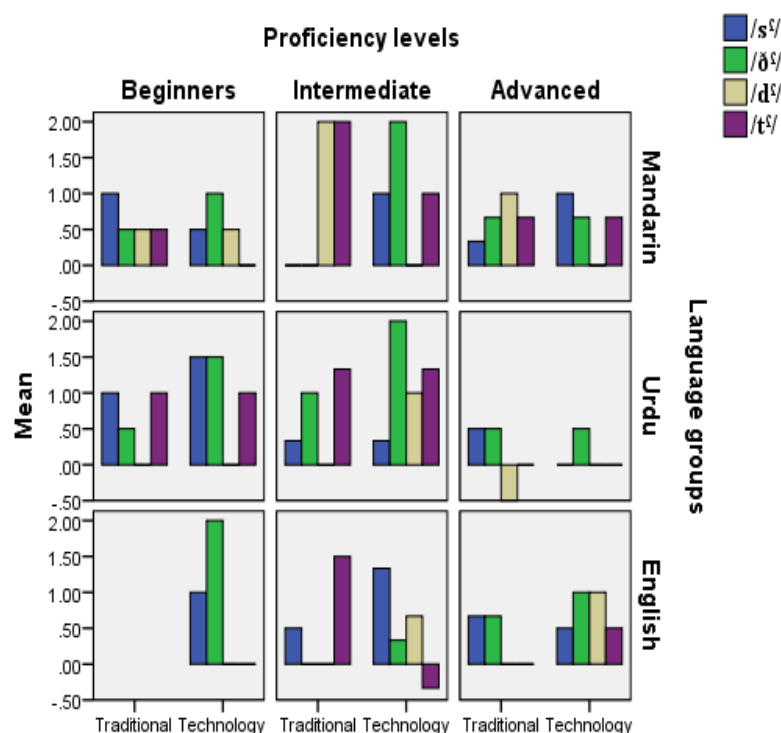 Proficiency levels
/sˤ/
/ðˤ/
/dˤ/
/tˤ/
Beginners Intermediate Advanced
2.00
1.50
1.00
.50
.00
-.50
Mandarin
2.00
1.50
1.00
.50
.00
-.50
Urdu
2.00
1.50
1.00
.50
.00
-.50
English
Mean
Language groups
Traditional Technology Traditional Technology Traditional Technology